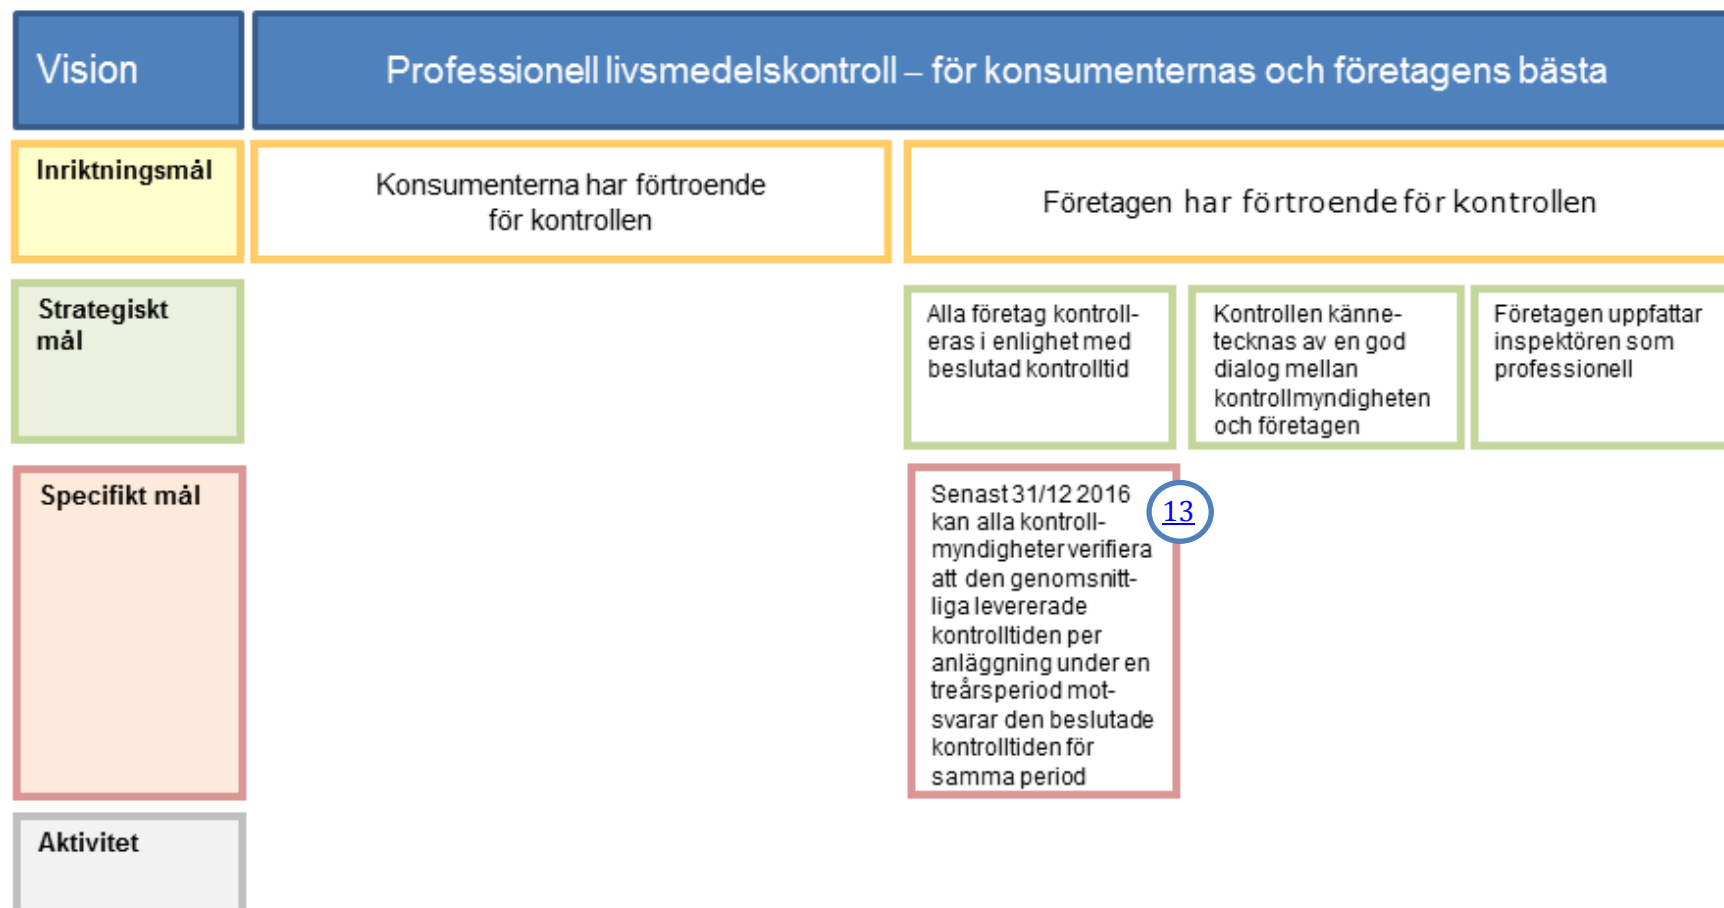 Vision
Professionell livsmedelskontroll – för konsumenternas och företagens bästa
Inriktningsmål
Konsumenterna har förtroende
för kontrollen
Företagen har förtroende för kontrollen
Strategiskt
mål
Alla företag kontroll-
eras i enlighet med
beslutad kontrolltid
Kontrollen känne-
tecknas av en god
dialog mellan
kontrollmyndigheten
och företagen
Företagen uppfattar
inspektören som
professionell
Specifikt mål
Senast 31/12 2016
kan alla kontroll-
myndigheter verifiera
att den genomsnitt-
liga levererade
kontrolltiden per
anläggning under en
treårsperiod mot-
svarar den beslutade
kontrolltiden för
samma period
13
Aktivitet